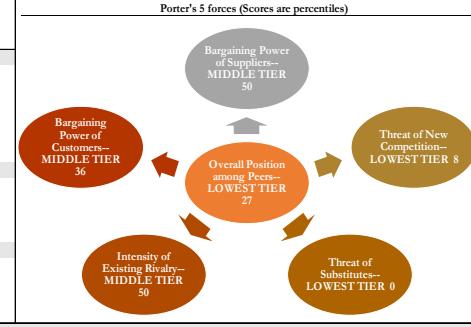 Porter's 5 forces (Scores are percentiles)
Bargaining Power
of Suppliers--
MIDDLE TIER
50
Bargaining
Power of
Customers--
MIDDLE TIER
36
Threat of New
Competition--
LOWEST TIER 8
Overall Position
among Peers--
LOWEST TIER
27
Intensity of
Existing Rivalry--
MIDDLE TIER
50
Threat of
Substitutes--
LOWEST TIER 0